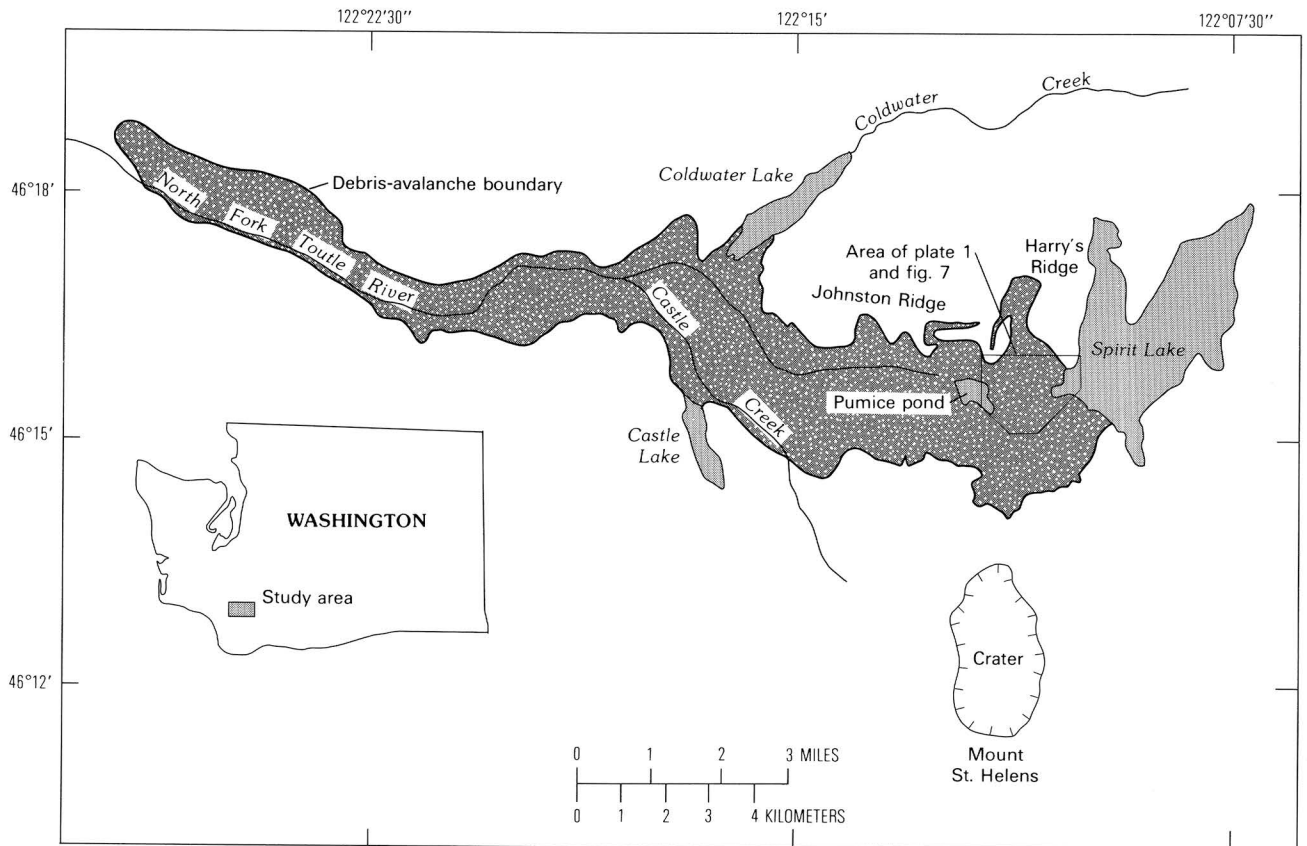 122°22'30"
122°15'
122°07'30"
Coldwater Creek
Coldwater Lake
46°18'
Debris-avalanche boundary
North Fork Toutle River
Area of plate 1
and fig. 7
Harry's
Ridge
Johnston Ridge
Castle Creek
Spirit Lake
Pumice pond
46°15'
Castle
Lake
WASHINGTON
Study area
46°12'
Crater
Mount
St. Helens
0 1 2 3 MILES
0 1 2 3 4 KILOMETERS